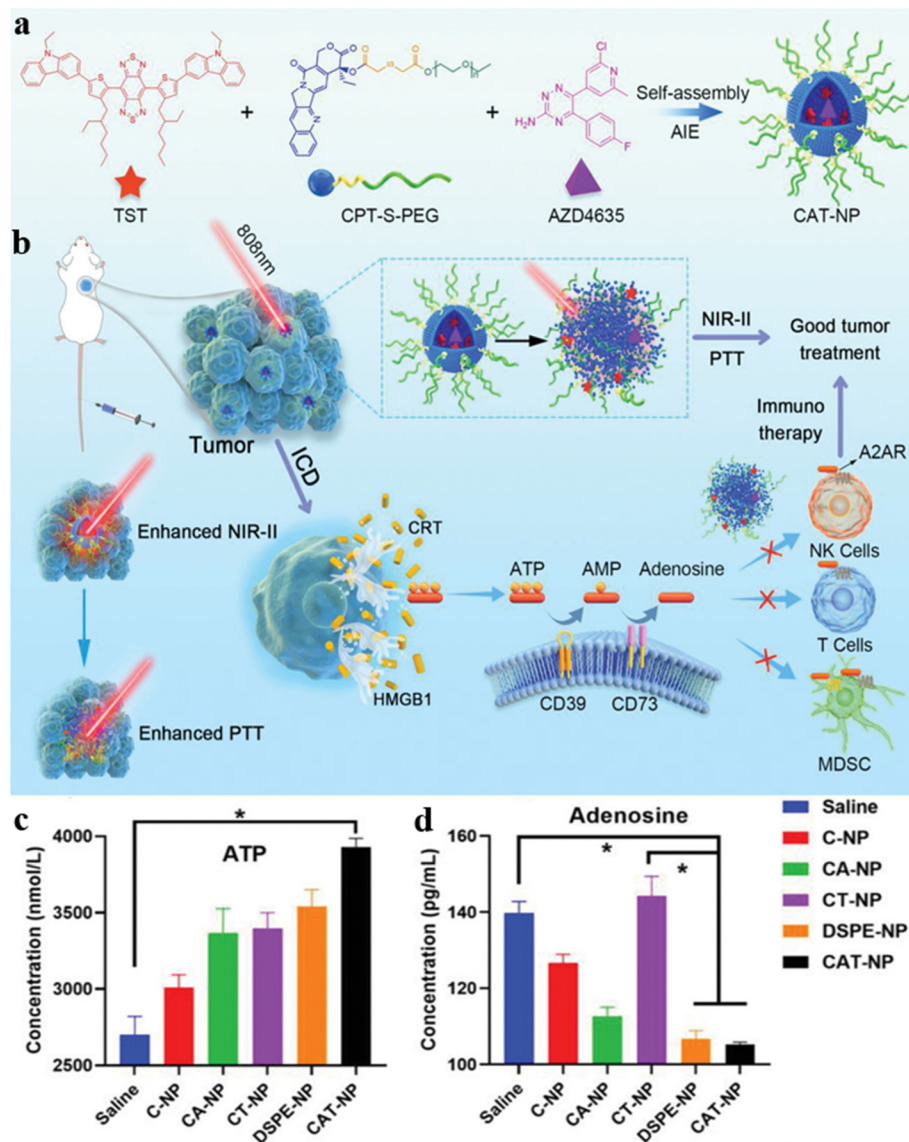 a
N
S
S
N
N
S
N
N
S
N
S
N
+
O
O
O
N
N
O
O
S
O
O
O
n
+
Cl
N
N
N
N
H₂N
F
Self-assembly
AIE
TST
CPT-S-PEG
AZD4635
CAT-NP
b
808nm
Tumor
NIR-II
PTT
Good tumor
treatment
Immuno
therapy
ICD
A2AR
Enhanced NIR-II
CRT
HMGB1
ATP
AMP
Adenosine
NK Cells
T Cells
CD39
CD73
MDSC
Enhanced PTT
c
*
ATP
Concentration (nmol/L)
4000
3500
3000
2500
Saline
C-NP
CA-NP
CT-NP
DSPE-NP
CAT-NP
d
Adenosine
*
*
Concentration (pg/mL)
160
140
120
100
Saline
C-NP
CA-NP
CT-NP
DSPE-NP
CAT-NP
Saline
C-NP
CA-NP
CT-NP
DSPE-NP
CAT-NP